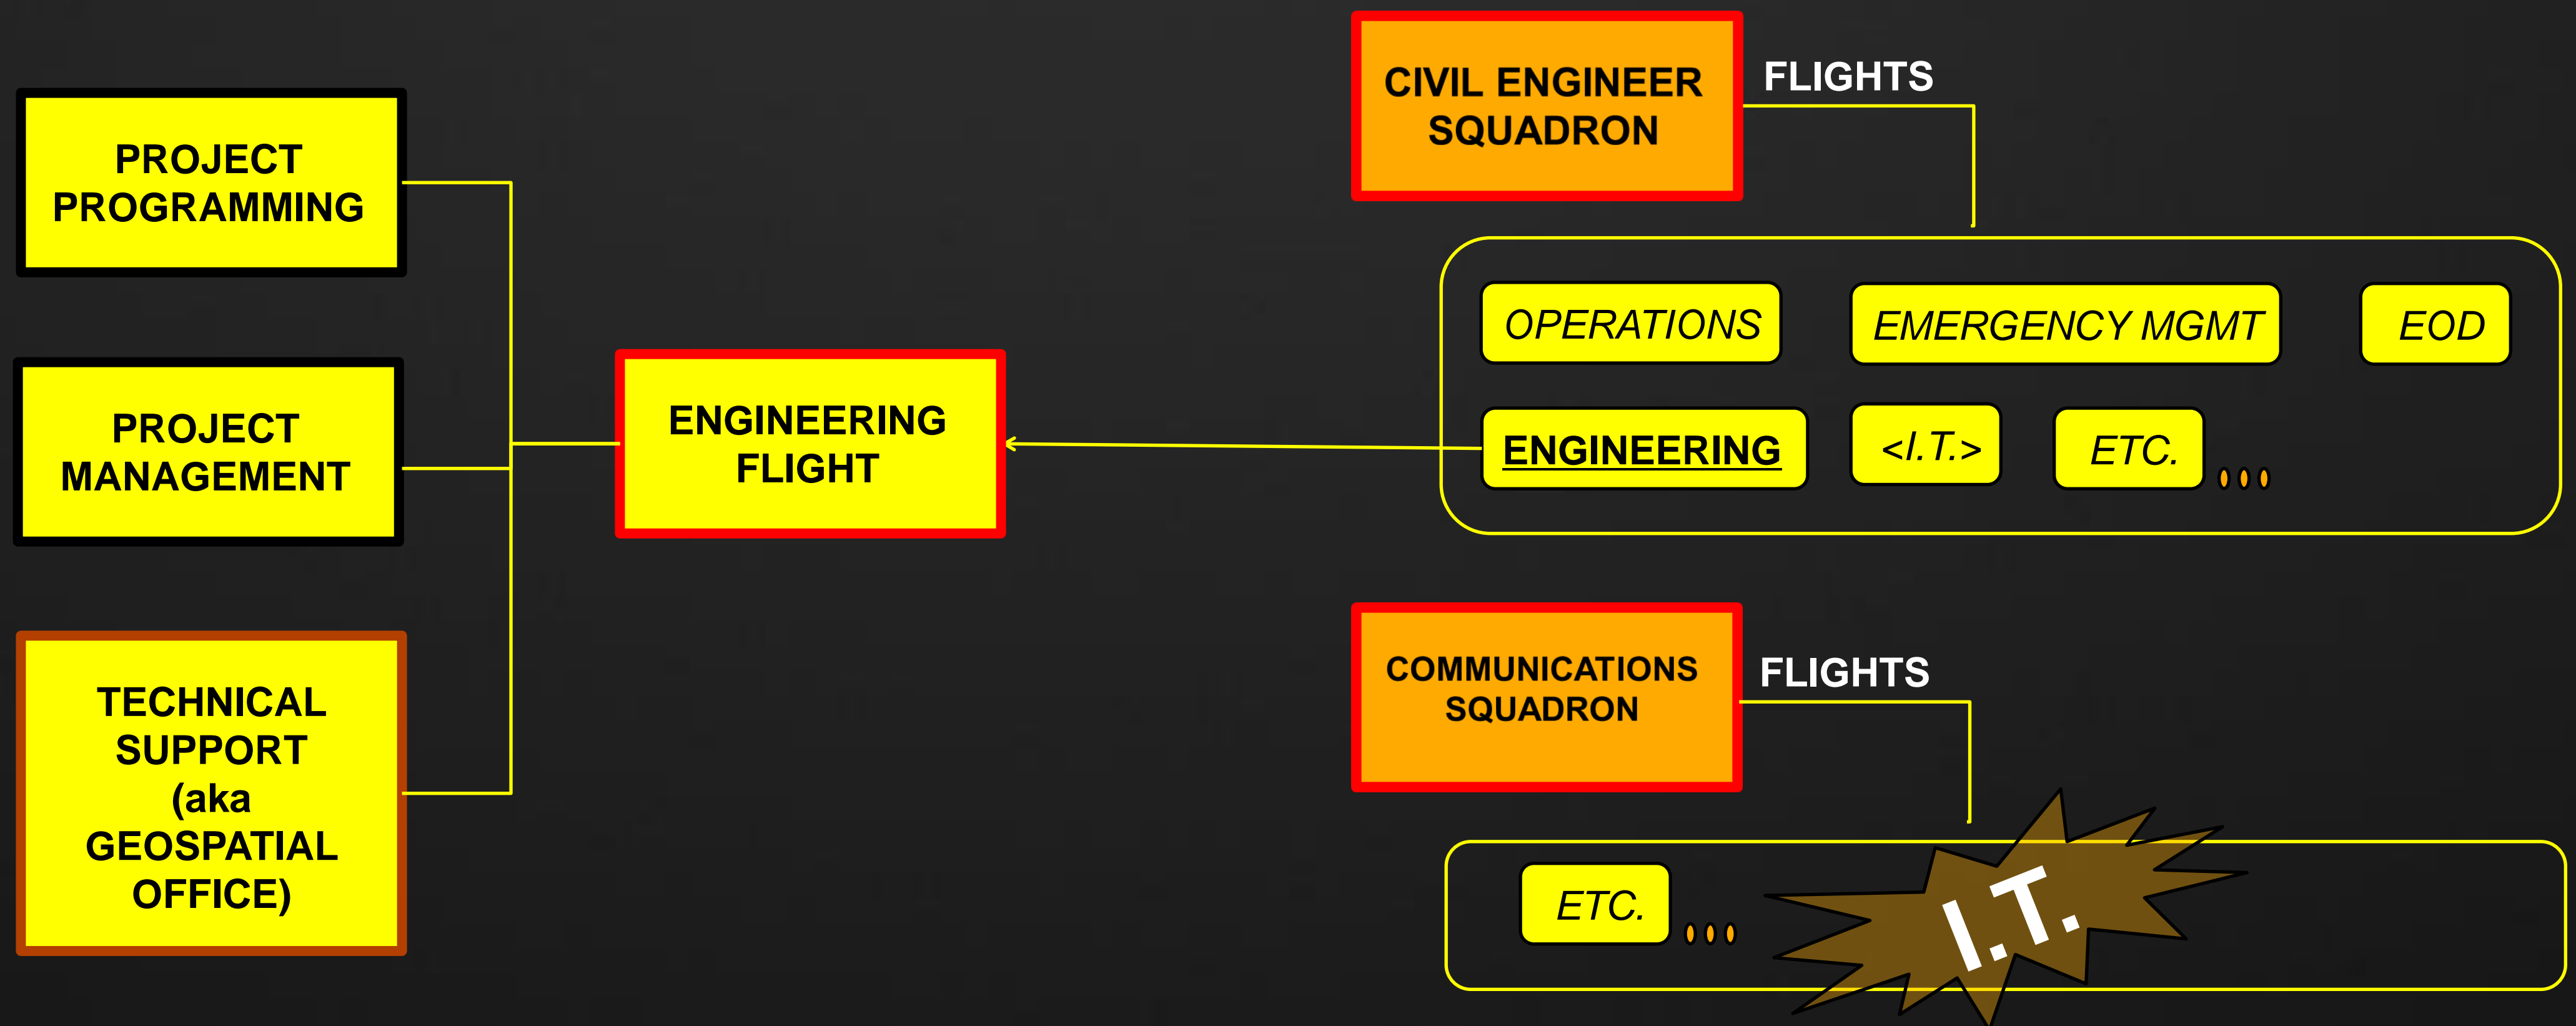 PROJECT
PROGRAMMING
PROJECT
MANAGEMENT
TECHNICAL
SUPPORT
(aka
GEOSPATIAL
OFFICE)
ENGINEERING
FLIGHT
CIVIL ENGINEER
SQUADRON
FLIGHTS
OPERATIONS
EMERGENCY MGMT
EOD
ENGINEERING
<I.T.>
ETC.
COMMUNICATIONS
SQUADRON
FLIGHTS
ETC.
I.T.